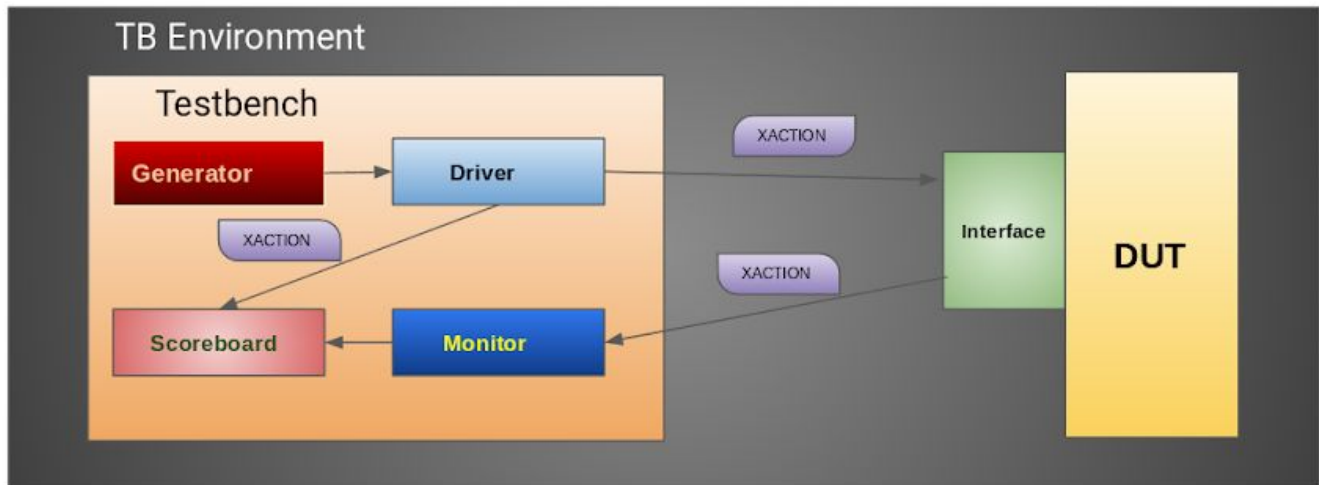 TB Environment
Testbench
XACTION
Generator
Driver
XACTION
Interface
DUT
XACTION
Scoreboard
Monitor